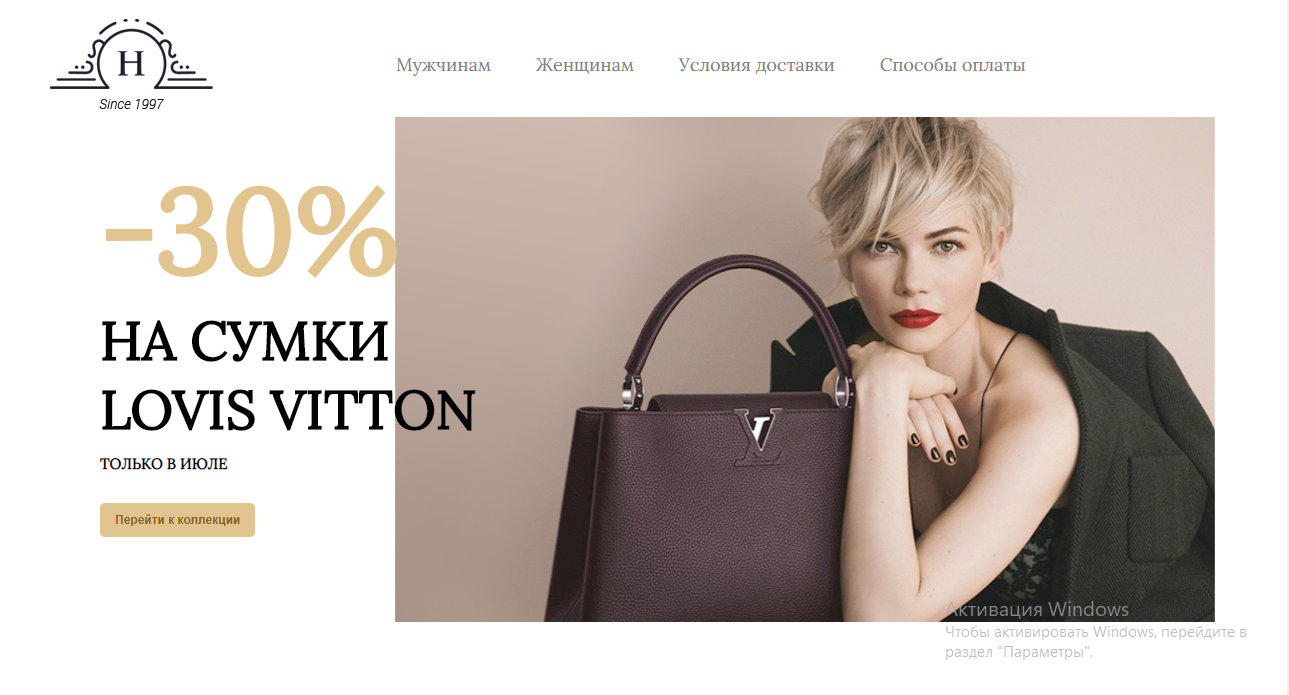 H
Since 1997
Мужчинам Женщинам Условия доставки Способы оплаты
-30%
НА СУМКИ
LOVIS VITTON
ТОЛЬКО В ИЮЛЕ
Перейти к коллекции
LV
Активация Windows
Чтобы активировать Windows, перейдите в
раздел "Параметры".